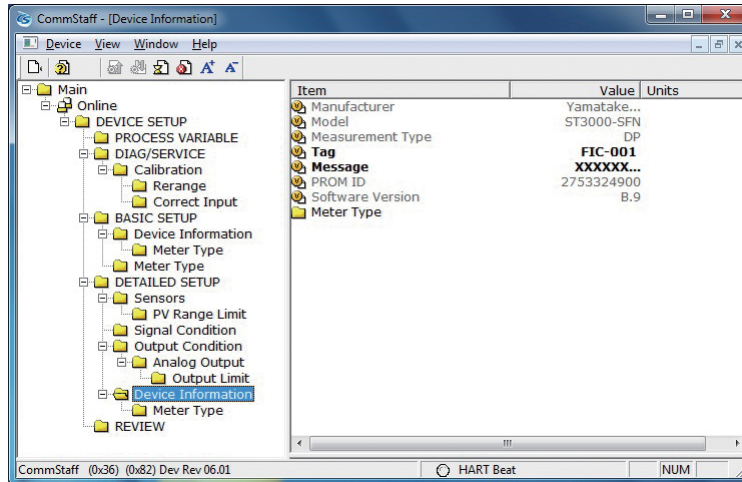 CommStaff - [Device Information]
Device View Window Help
Main
Online
DEVICE SETUP
PROCESS VARIABLE
DIAG/SERVICE
Calibration
Rerange
Correct Input
BASIC SETUP
Device Information
Meter Type
Meter Type
DETAILED SETUP
Sensors
PV Range Limit
Signal Condition
Output Condition
Analog Output
Output Limit
Device Information
Meter Type
REVIEW
Item Value Units
Manufacturer Yamatake...
Model ST3000-SFN
Measurement Type DP
Tag FIC-001
Message XXXXXX...
PROM ID 2753324900
Software Version B.9
Meter Type
CommStaff (0x36) (0x82) Dev Rev 06.01 HART Beat NUM